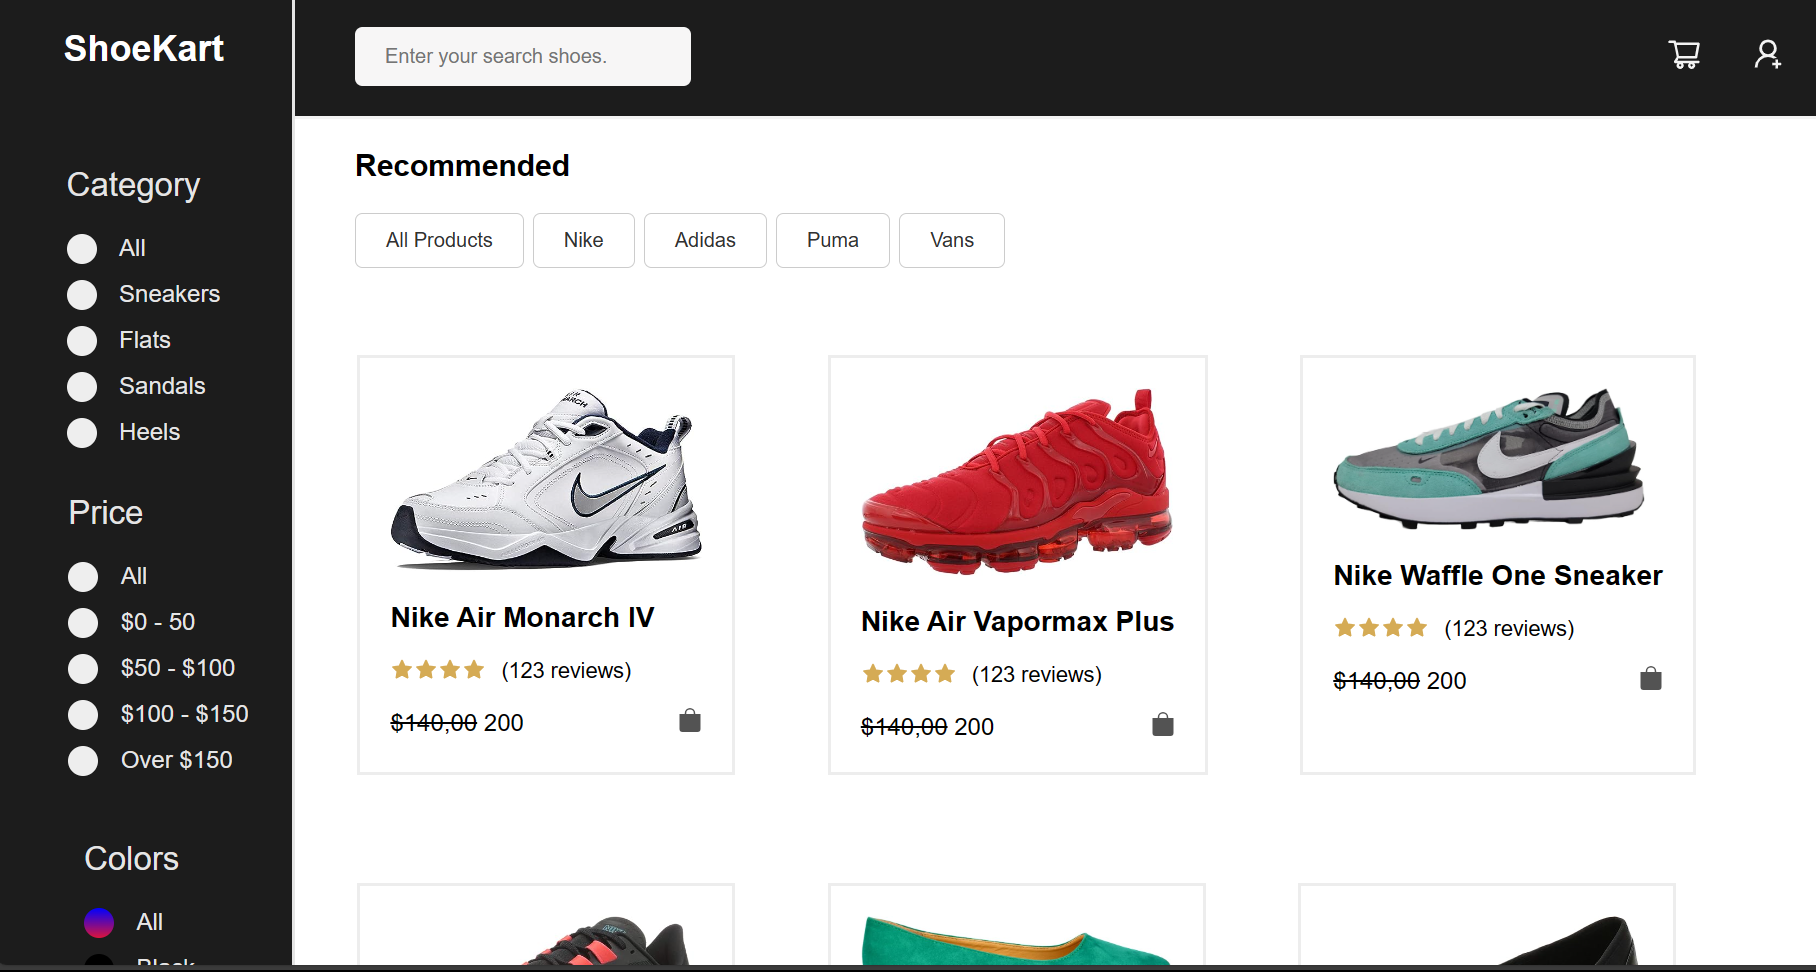 ShoeKart
Enter your search shoes.
Category
All
Sneakers
Flats
Sandals
Heels
Price
All
$0 - 50
$50 - $100
$100 - $150
Over $150
Colors
All
Black
Recommended
All Products
Nike
Adidas
Puma
Vans
Nike Air Monarch IV
(123 reviews)
$140,00 200
Nike Air Vapormax Plus
(123 reviews)
$140,00 200
Nike Waffle One Sneaker
(123 reviews)
$140,00 200